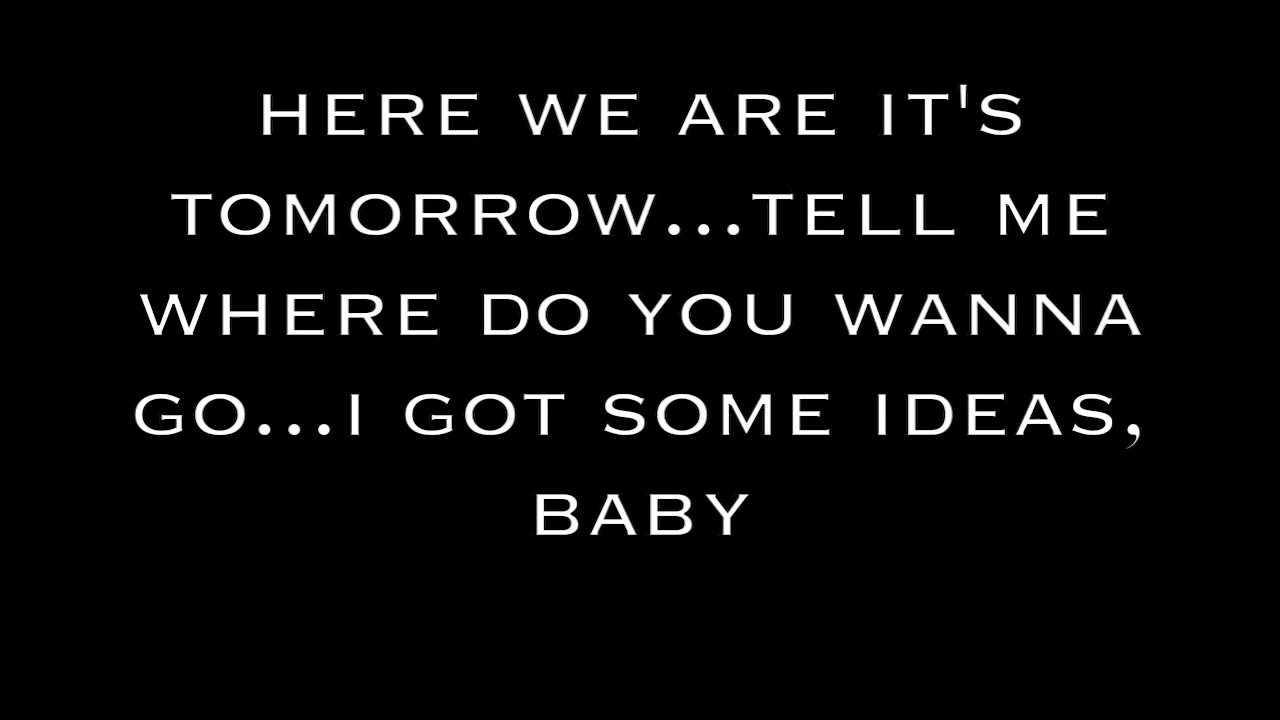 HERE WE ARE IT'S
TOMORROW...TELL ME
WHERE DO YOU WANNA
GO...I GOT SOME IDEAS,
BABY